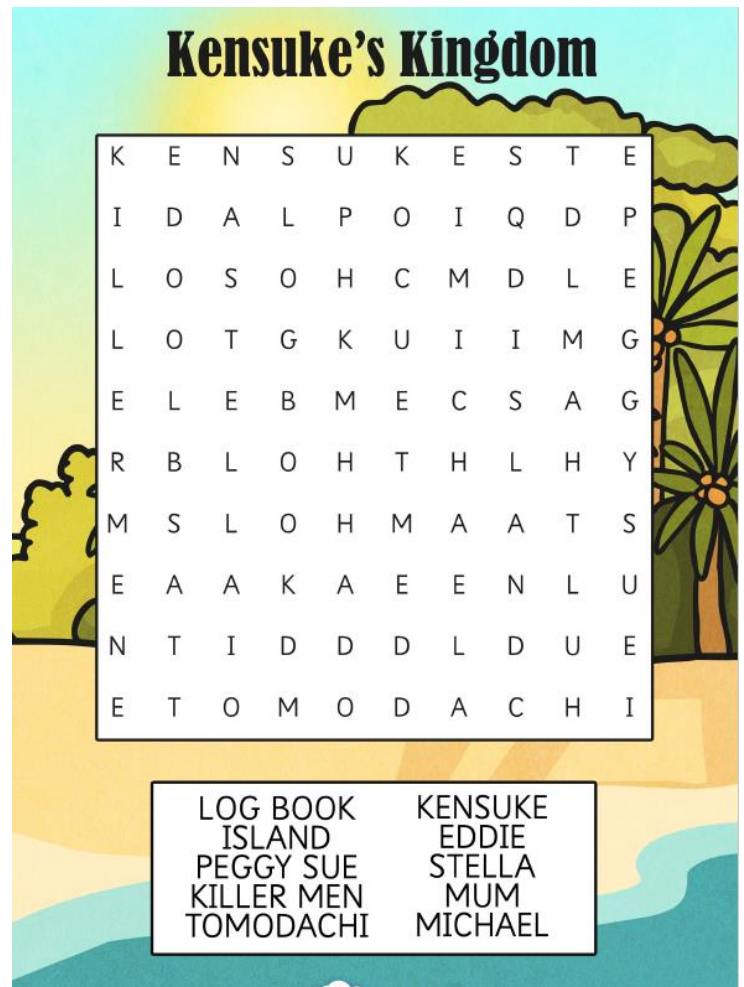 Kensuke's Kingdom
K E N S U K E S T E
I D A L P O I Q D P
L O S O H C M D L E
L O T G K U I I M G
E L E B M E C S A G
R B L O H T H L H Y
M S L O H M A A T S
E A A K A E E N L U
N T I D D D L D U E
E T O M O D A C H I
LOG BOOK KENSUKE
ISLAND EDDIE
PEGGY SUE STELLA
KILLER MEN MUM
TOMODACHI MICHAEL